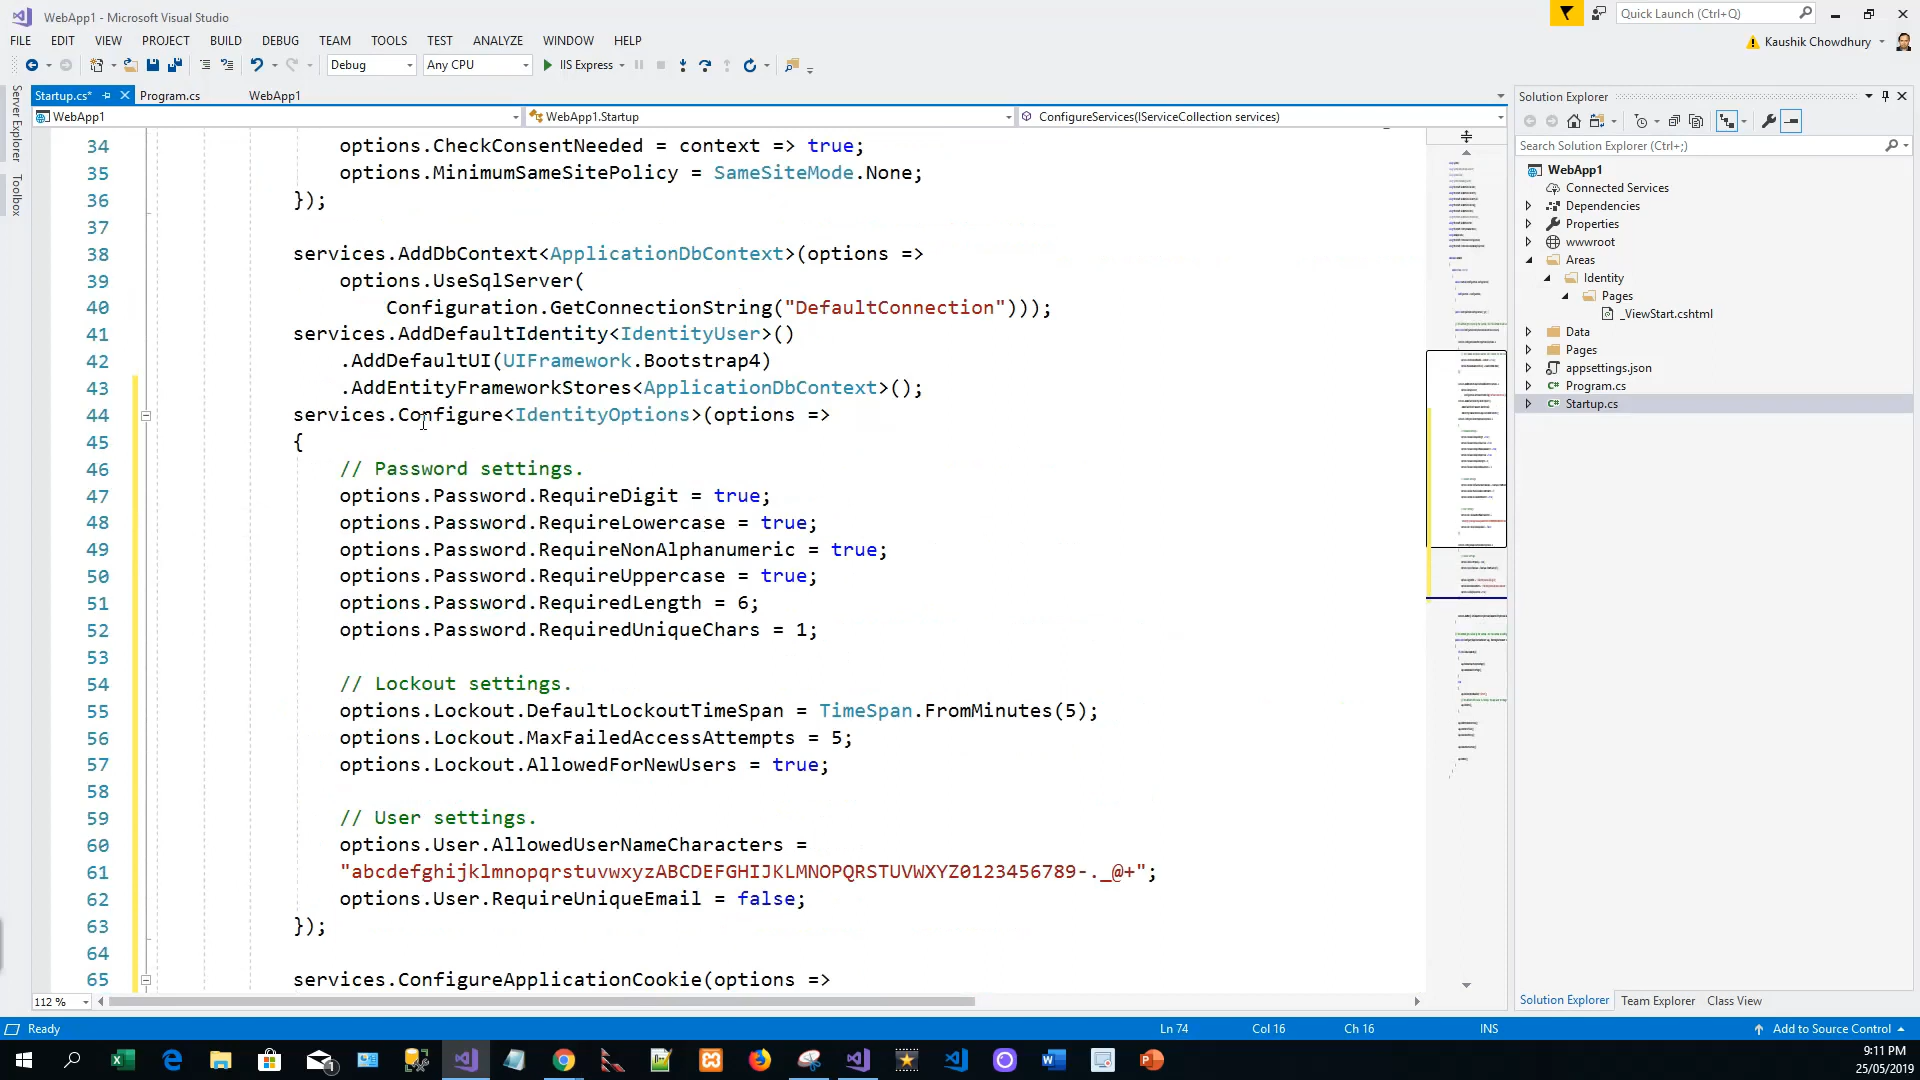 WebApp1 - Microsoft Visual Studio
Quick Launch (Ctrl+Q)
FILE EDIT VIEW PROJECT BUILD DEBUG TEAM TOOLS TEST ANALYZE WINDOW HELP
Kaushik Chowdhury
Debug Any CPU IIS Express
Server Explorer
Toolbox
Startup.cs* Program.cs WebApp1
WebApp1 WebApp1.Startup ConfigureServices(IServiceCollection services)
34 options.CheckConsentNeeded = context => true;
35 options.MinimumSameSitePolicy = SameSiteMode.None;
36 });
37
38 services.AddDbContext<ApplicationDbContext>(options =>
39 options.UseSqlServer(
40 Configuration.GetConnectionString("DefaultConnection")));
41 services.AddDefaultIdentity<IdentityUser>()
42 .AddDefaultUI(UIFramework.Bootstrap4)
43 .AddEntityFrameworkStores<ApplicationDbContext>();
44 services.Configure<IdentityOptions>(options =>
45 {
46 // Password settings.
47 options.Password.RequireDigit = true;
48 options.Password.RequireLowercase = true;
49 options.Password.RequireNonAlphanumeric = true;
50 options.Password.RequireUppercase = true;
51 options.Password.RequiredLength = 6;
52 options.Password.RequiredUniqueChars = 1;
53
54 // Lockout settings.
55 options.Lockout.DefaultLockoutTimeSpan = TimeSpan.FromMinutes(5);
56 options.Lockout.MaxFailedAccessAttempts = 5;
57 options.Lockout.AllowedForNewUsers = true;
58
59 // User settings.
60 options.User.AllowedUserNameCharacters =
61 "abcdefghijklmnopqrstuvwxyzABCDEFGHIJKLMNOPQRSTUVWXYZ0123456789-._@+";
62 options.User.RequireUniqueEmail = false;
63 });
64
65 services.ConfigureApplicationCookie(options =>
112 %
Solution Explorer
Search Solution Explorer (Ctrl+;)
WebApp1
Connected Services
Dependencies
Properties
wwwroot
Areas
Identity
Pages
_ViewStart.cshtml
Data
Pages
appsettings.json
C# Program.cs
C# Startup.cs
Solution Explorer Team Explorer Class View
Ready Ln 74 Col 16 Ch 16 INS Add to Source Control
9:11 PM
25/05/2019